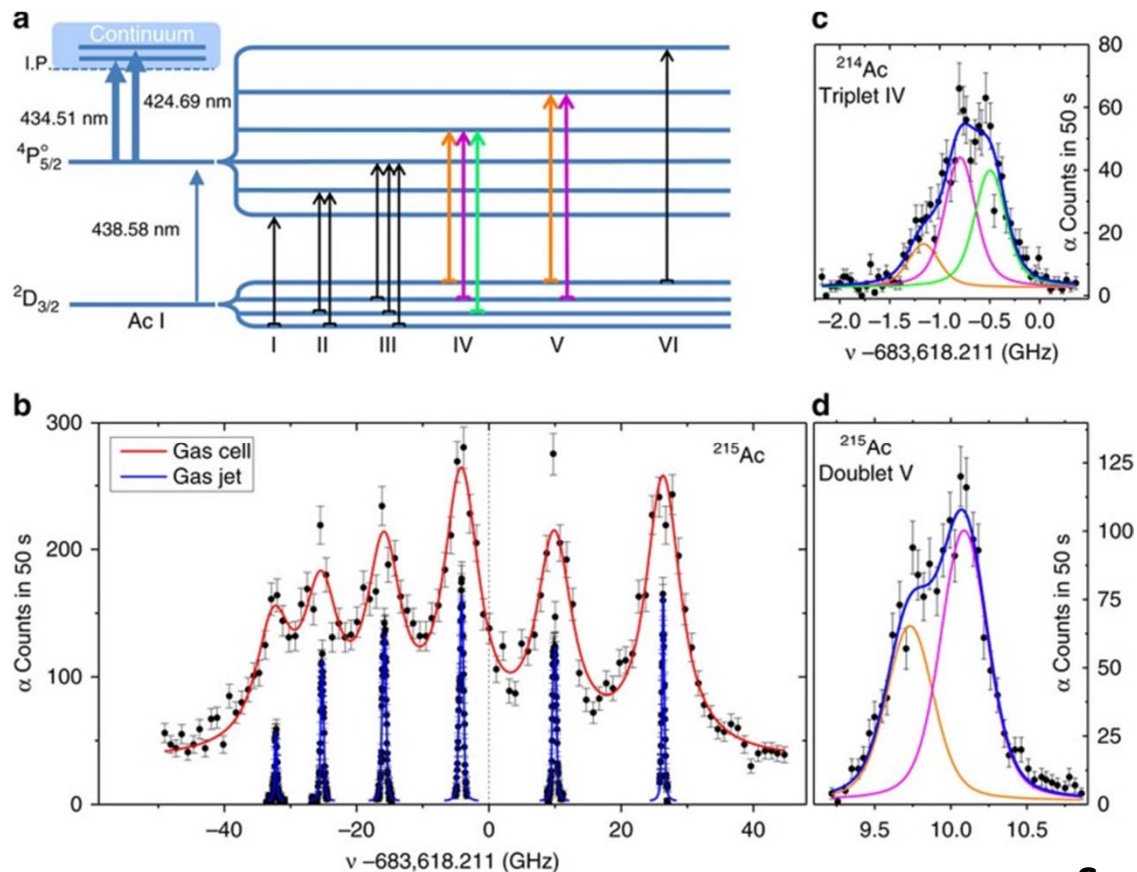 a
Continuum
I.P.
434.51 nm
424.69 nm
⁴P°₅/₂
438.58 nm
²D₃/₂
Ac I
I II III IV V VI
c
²¹⁴Ac
Triplet IV
80
60
40
20
0
α Counts in 50 s
−2.0 −1.5 −1.0 −0.5 0.0
ν −683,618.211 (GHz)
b
Gas cell
Gas jet
²¹⁵Ac
300
200
100
0
α Counts in 50 s
−40 −20 0 20 40
ν −683,618.211 (GHz)
d
²¹⁵Ac
Doublet V
125
100
75
50
25
0
α Counts in 50 s
9.5 10.0 10.5